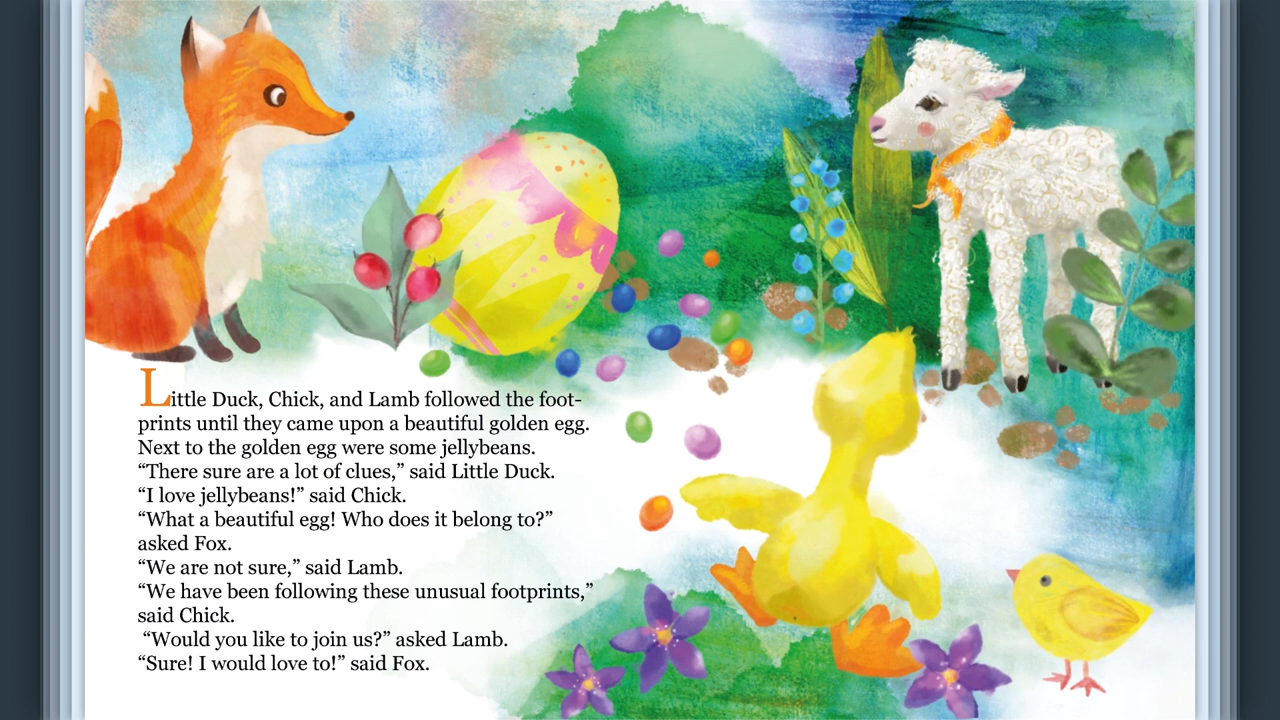 Little Duck, Chick, and Lamb followed the foot-
prints until they came upon a beautiful golden egg.
Next to the golden egg were some jellybeans.
“There sure are a lot of clues,” said Little Duck.
“I love jellybeans!” said Chick.
“What a beautiful egg! Who does it belong to?”
asked Fox.
“We are not sure,” said Lamb.
“We have been following these unusual footprints,”
said Chick.
“Would you like to join us?” asked Lamb.
“Sure! I would love to!” said Fox.